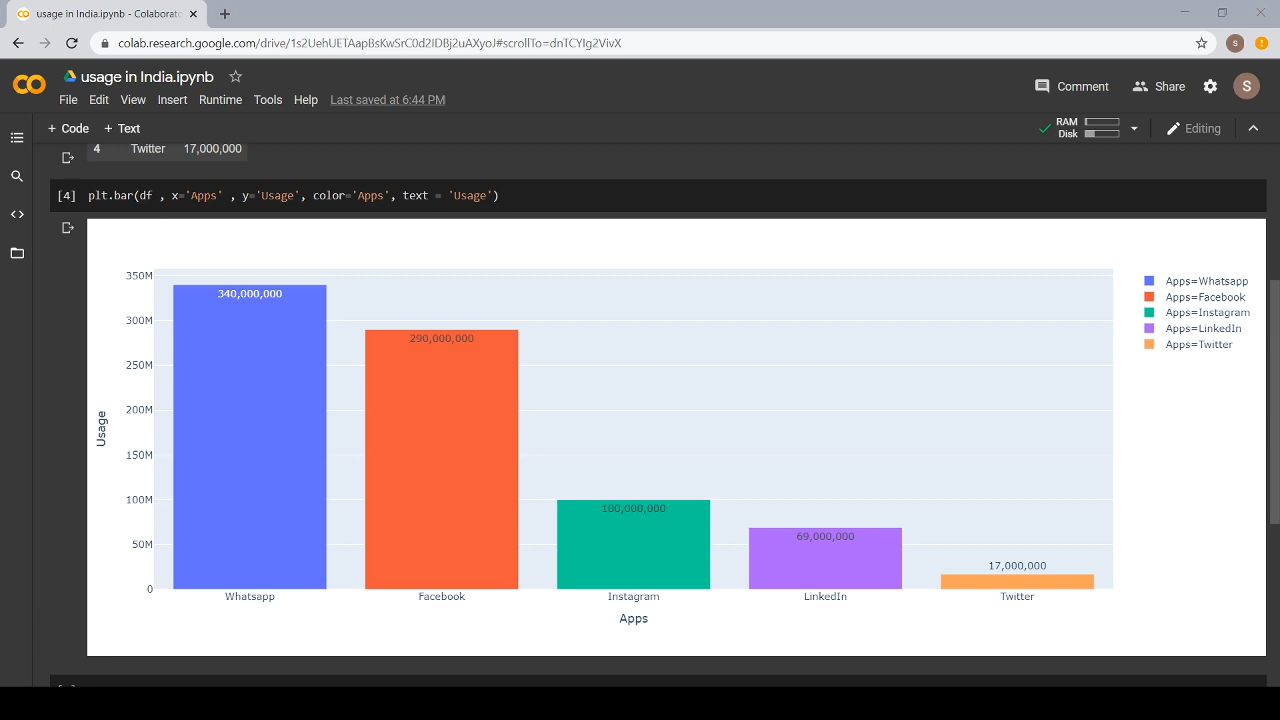 usage in India.ipynb - Colaborato
colab.research.google.com/drive/1s2UehUETAapBsKwSrC0d2IDBj2uAXyoJ#scrollTo=dnTCYIg2VivX
S
usage in India.ipynb
Comment
Share
S
File Edit View Insert Runtime Tools Help Last saved at 6:44 PM
+ Code + Text
RAM
Disk
Editing
4 Twitter 17,000,000
[4] plt.bar(df , x='Apps' , y='Usage', color='Apps', text = 'Usage')
350M
300M
250M
200M
150M
100M
50M
0
Usage
340,000,000
290,000,000
100,000,000
69,000,000
17,000,000
Whatsapp Facebook Instagram LinkedIn Twitter
Apps
Apps=Whatsapp
Apps=Facebook
Apps=Instagram
Apps=LinkedIn
Apps=Twitter